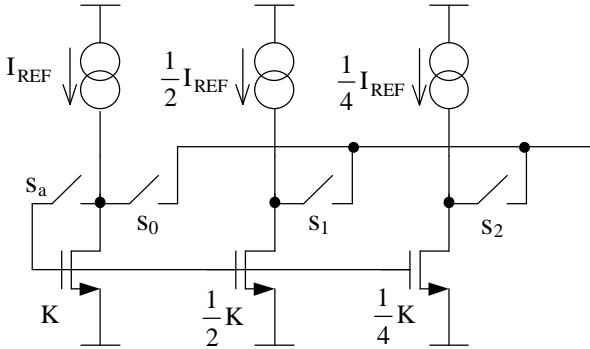 I_REF
1/2 I_REF
1/4 I_REF
s_a
s_0
s_1
s_2
K
1/2 K
1/4 K